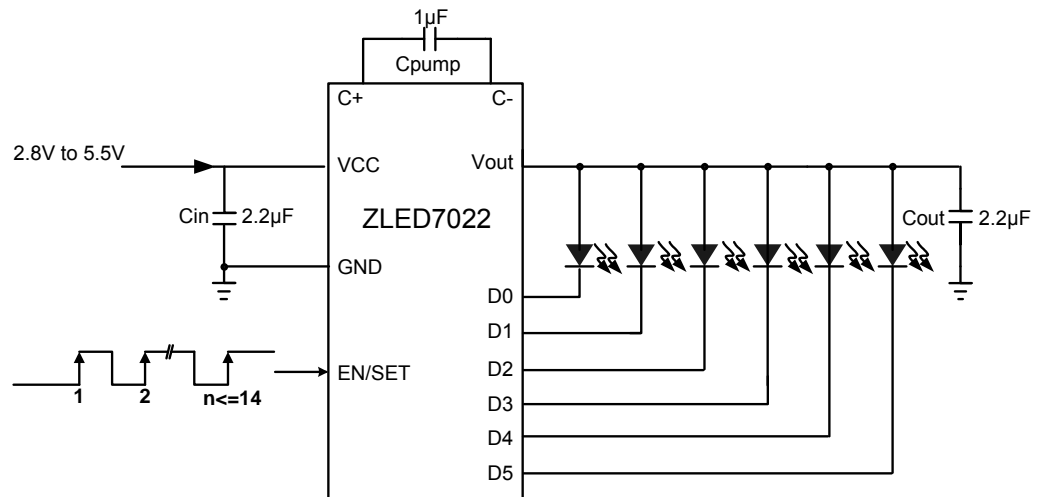 1µF
Cpump
C+ C-
2.8V to 5.5V
VCC Vout
Cin 2.2µF
ZLED7022
Cout 2.2µF
GND
D0
D1
D2
EN/SET
1 2 n<=14
D3
D4
D5